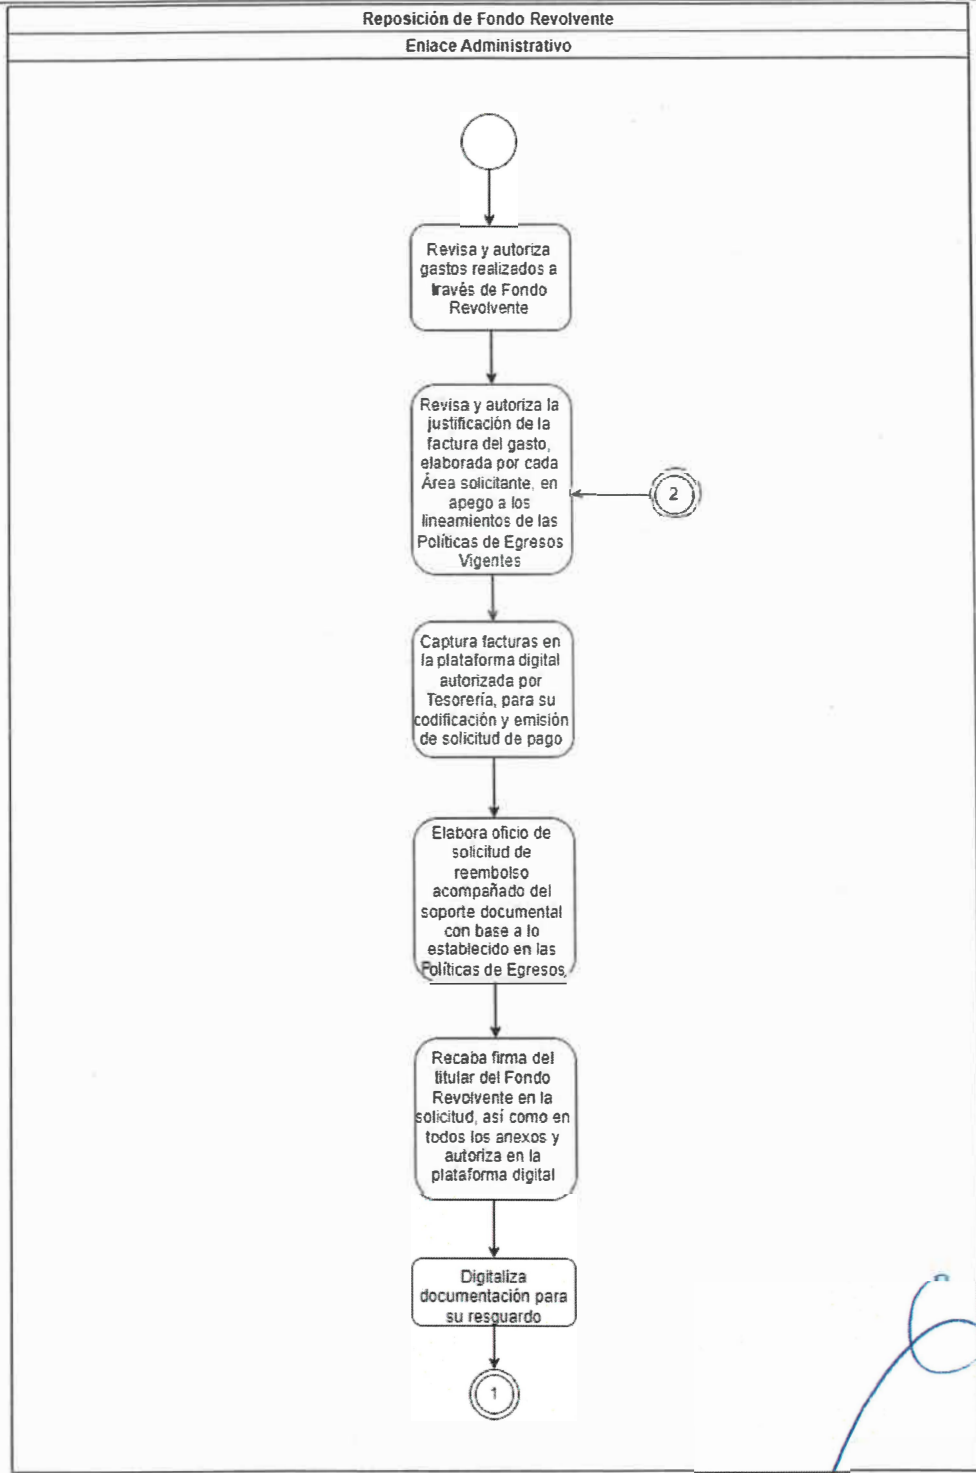 Reposición de Fondo Revolvente
Enlace Administrativo
Revisa y autoriza
gastos realizados a
través de Fondo
Revolvente
Revisa y autoriza la
justificación de la
factura del gasto,
elaborada por cada
Área solicitante, en
apego a los
lineamientos de las
Políticas de Egresos
Vigentes
2
Captura facturas en
la plataforma digital
autorizada por
Tesorería, para su
codificación y emisión
de solicitud de pago
Elabora oficio de
solicitud de
reembolso
acompañado del
soporte documental
con base a lo
establecido en las
Políticas de Egresos,
Recaba firma del
titular del Fondo
Revolvente en la
solicitud, así como en
todos los anexos y
autoriza en la
plataforma digital
Digitaliza
documentación para
su resguardo
1